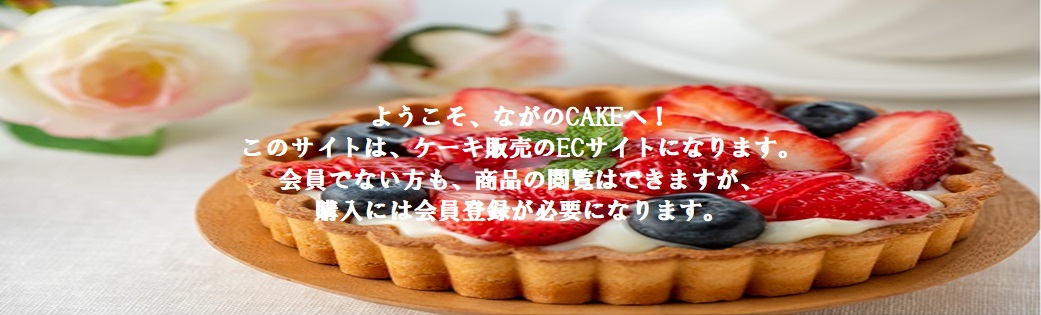 ようこそ、ながのCAKEへ！
このサイトは、ケーキ販売のECサイトになります。
会員でない方も、商品の閲覧はできますが、
購入には会員登録が必要になります。